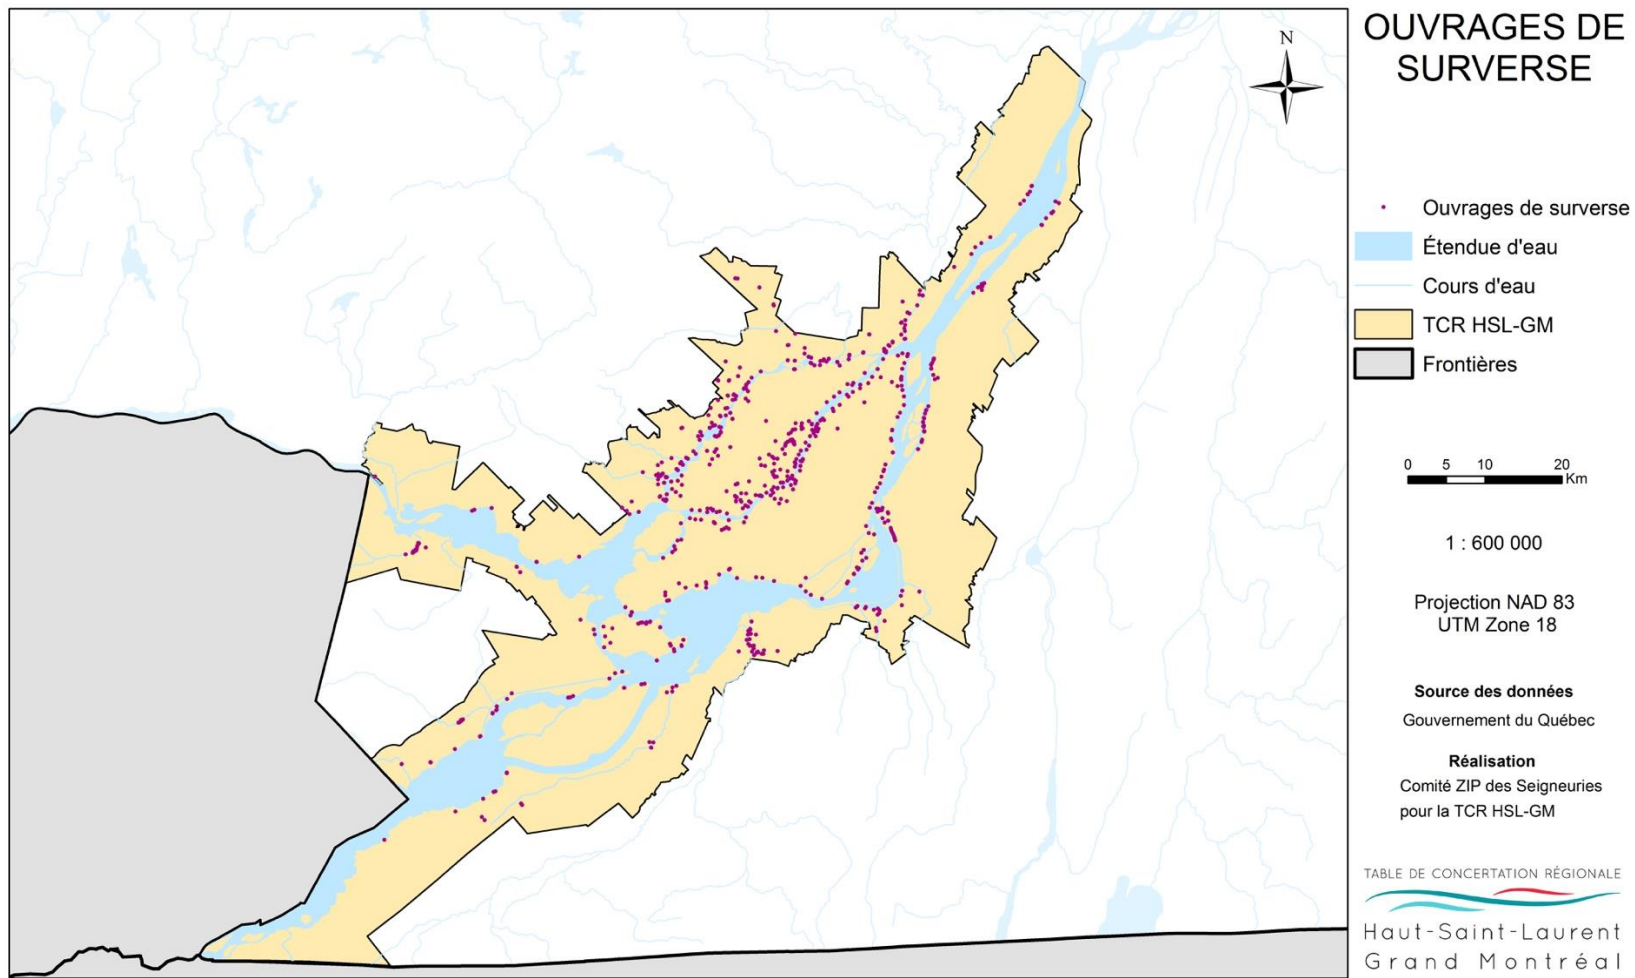 OUVRAGES DE
SURVERSE
N
Ouvrages de surverse
Étendue d'eau
Cours d'eau
TCR HSL-GM
Frontières
0 5 10 20
Km
1 : 600 000
Projection NAD 83
UTM Zone 18
Source des données
Gouvernement du Québec
Réalisation
Comité ZIP des Seigneuries
pour la TCR HSL-GM
TABLE DE CONCERTATION RÉGIONALE
Haut-Saint-Laurent
Grand Montréal